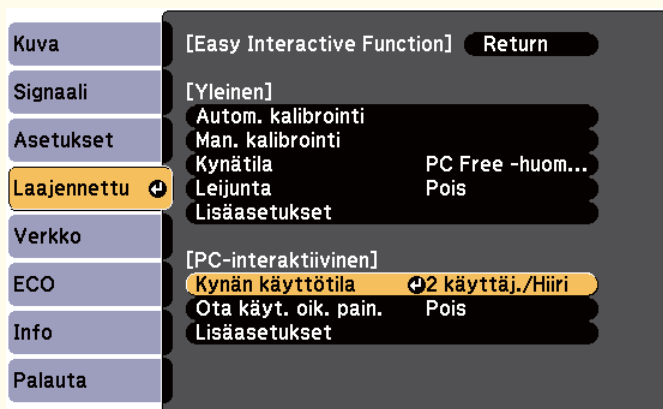 Kuva
Signaali
Asetukset
Laajennettu
Verkko
ECO
Info
Palauta
[Easy Interactive Function] Return
[Yleinen]
Autom. kalibrointi
Man. kalibrointi
Kynätila PC Free -huom...
Leijunta Pois
Lisäasetukset
[PC-interaktiivinen]
Kynän käyttötila 2 käyttäj./Hiiri
Ota käyt. oik. pain. Pois
Lisäasetukset